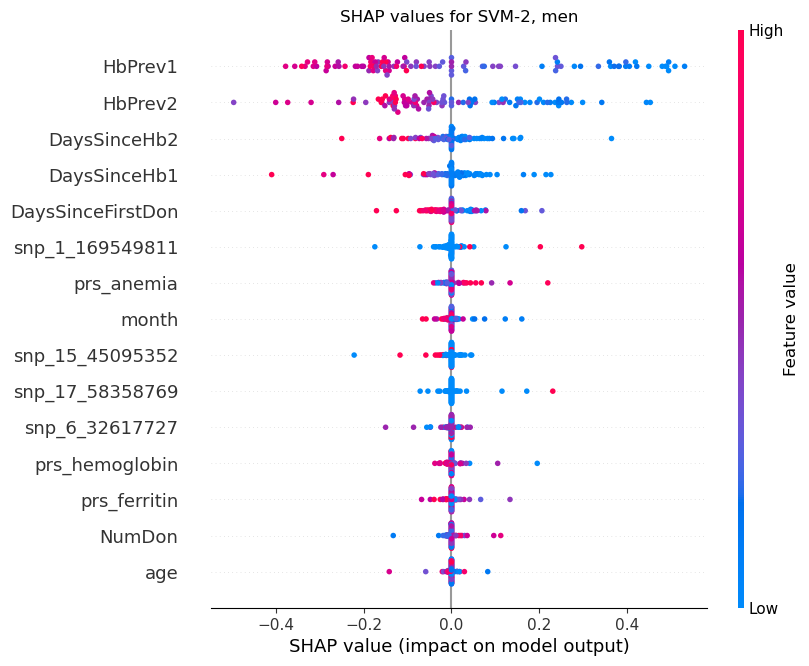 SHAP values for SVM-2, men
High
HbPrev1
HbPrev2
DaysSinceHb2
DaysSinceHb1
DaysSinceFirstDon
snp_1_169549811
prs_anemia
month
snp_15_45095352
snp_17_58358769
snp_6_32617727
prs_hemoglobin
prs_ferritin
NumDon
age
Feature value
Low
−0.4 −0.2 0.0 0.2 0.4
SHAP value (impact on model output)